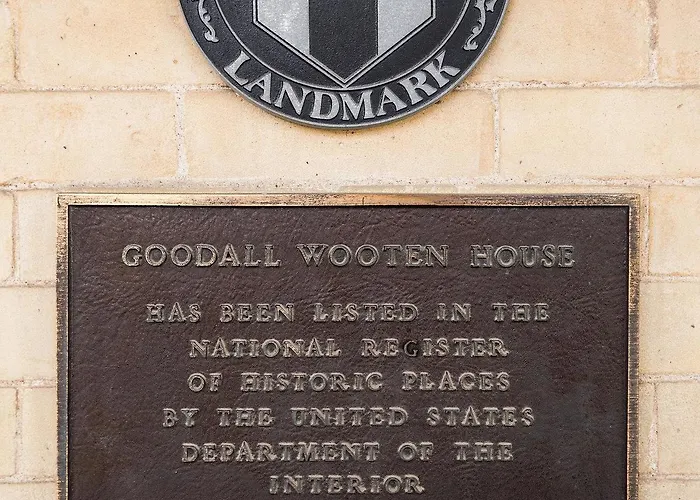 LANDMARK
GOODALL WOOTEN HOUSE
HAS BEEN LISTED IN THE
NATIONAL REGISTER
OF HISTORIC PLACES
BY THE UNITED STATES
DEPARTMENT OF THE
INTERIOR